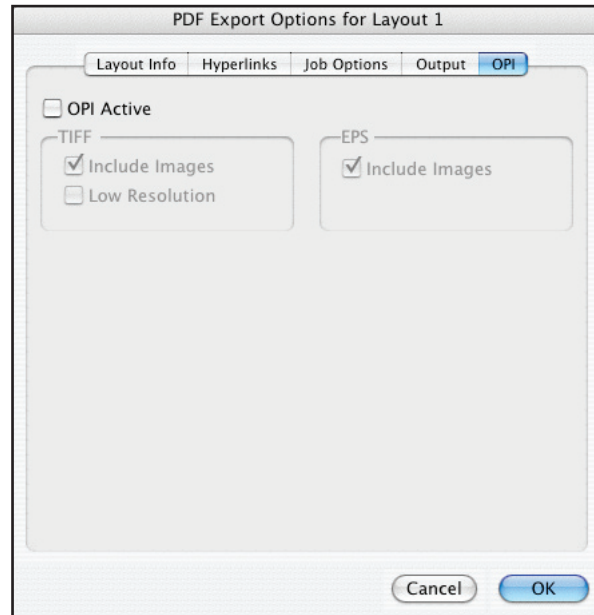 PDF Export Options for Layout 1
Layout Info Hyperlinks Job Options Output OPI
OPI Active
TIFF
Include Images
Low Resolution
EPS
Include Images
Cancel OK